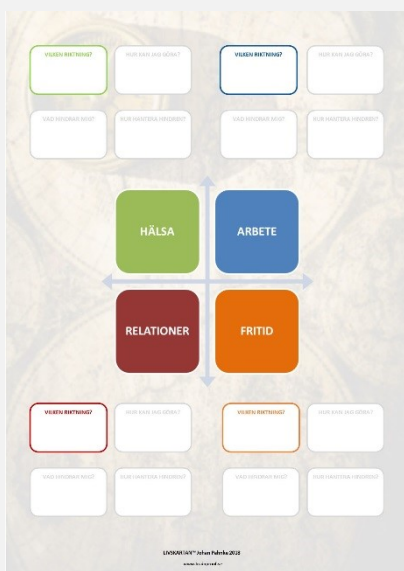 VILKEN RIKTNING? HUR KAN JAG GÖRA? VILKEN RIKTNING? HUR KAN JAG GÖRA?
VAD HINDRAR MIG? HUR HANTERA HINDREN? VAD HINDRAR MIG? HUR HANTERA HINDREN?
HÄLSA ARBETE
RELATIONER FRITID
VILKEN RIKTNING? HUR KAN JAG GÖRA? VILKEN RIKTNING? HUR KAN JAG GÖRA?
VAD HINDRAR MIG? HUR HANTERA HINDREN? VAD HINDRAR MIG? HUR HANTERA HINDREN?
LIVSKARTAN™ Johan Pahnke 2018